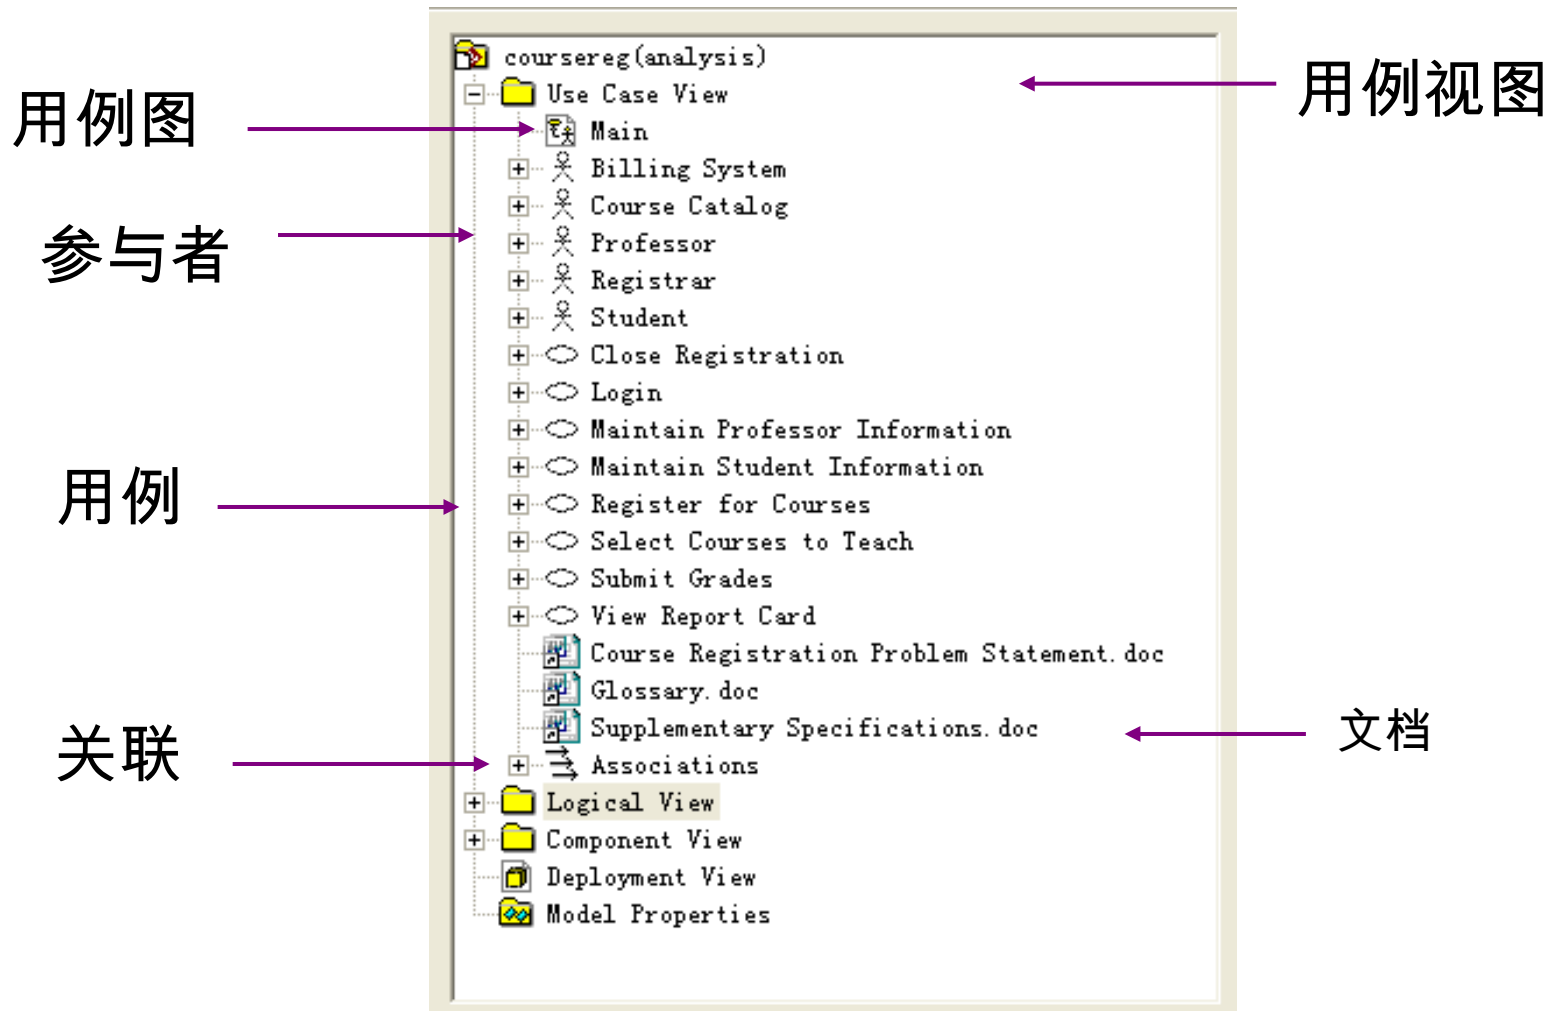 coursereg(analysis)
用例视图
Use Case View
用例图
Main
Billing System
Course Catalog
参与者
Professor
Registrar
Student
Close Registration
Login
Maintain Professor Information
Maintain Student Information
用例
Register for Courses
Select Courses to Teach
Submit Grades
View Report Card
Course Registration Problem Statement.doc
Glossary.doc
Supplementary Specifications.doc
文档
关联
Associations
Logical View
Component View
Deployment View
Model Properties